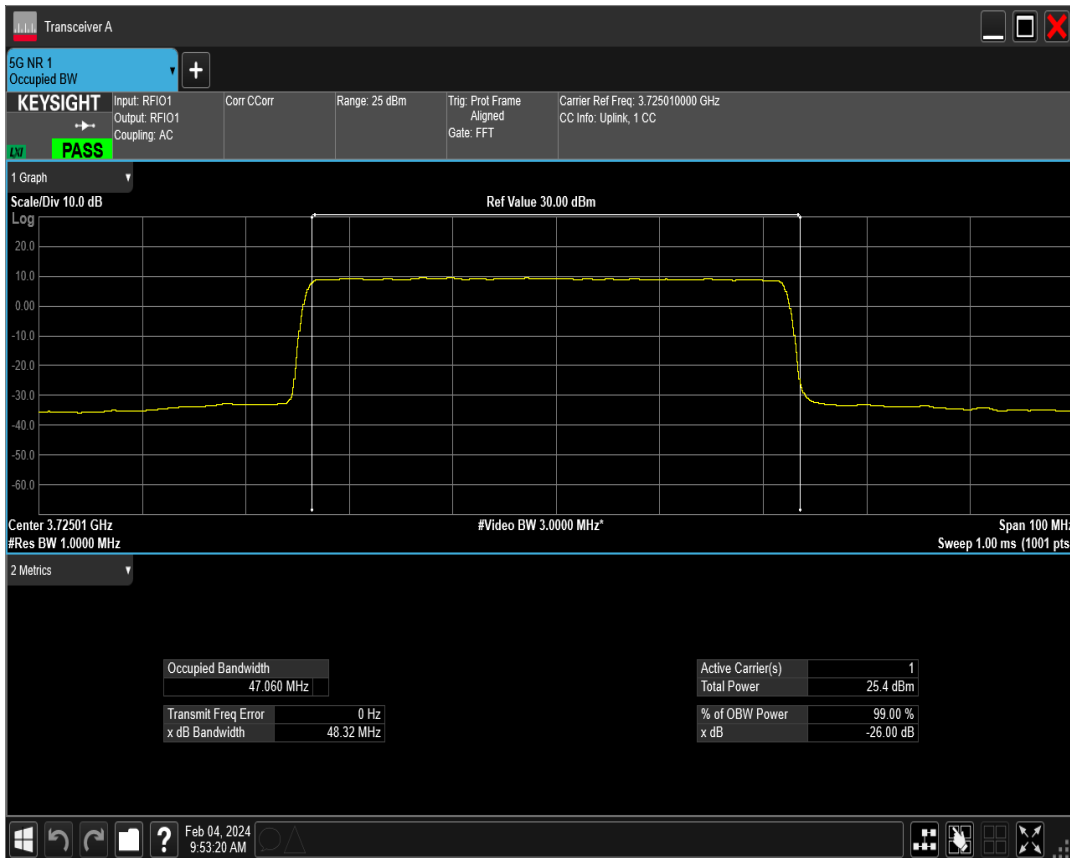 Transceiver A
5G NR 1
Occupied BW
+
KEYSIGHT
LXI
PASS
Input: RFIO1
Output: RFIO1
Coupling: AC
Corr CCorr
Range: 25 dBm
Trig: Prot Frame
Aligned
Gate: FFT
Carrier Ref Freq: 3.725010000 GHz
CC Info: Uplink, 1 CC
1 Graph
Scale/Div 10.0 dB
Ref Value 30.00 dBm
Log
20.0
10.0
0.00
-10.0
-20.0
-30.0
-40.0
-50.0
-60.0
Center 3.72501 GHz
#Video BW 3.0000 MHz*
Span 100 MHz
#Res BW 1.0000 MHz
Sweep 1.00 ms (1001 pts
2 Metrics
Occupied Bandwidth
47.060 MHz
Transmit Freq Error 0 Hz
x dB Bandwidth 48.32 MHz
Active Carrier(s) 1
Total Power 25.4 dBm
% of OBW Power 99.00 %
x dB -26.00 dB
?
Feb 04, 2024
9:53:20 AM